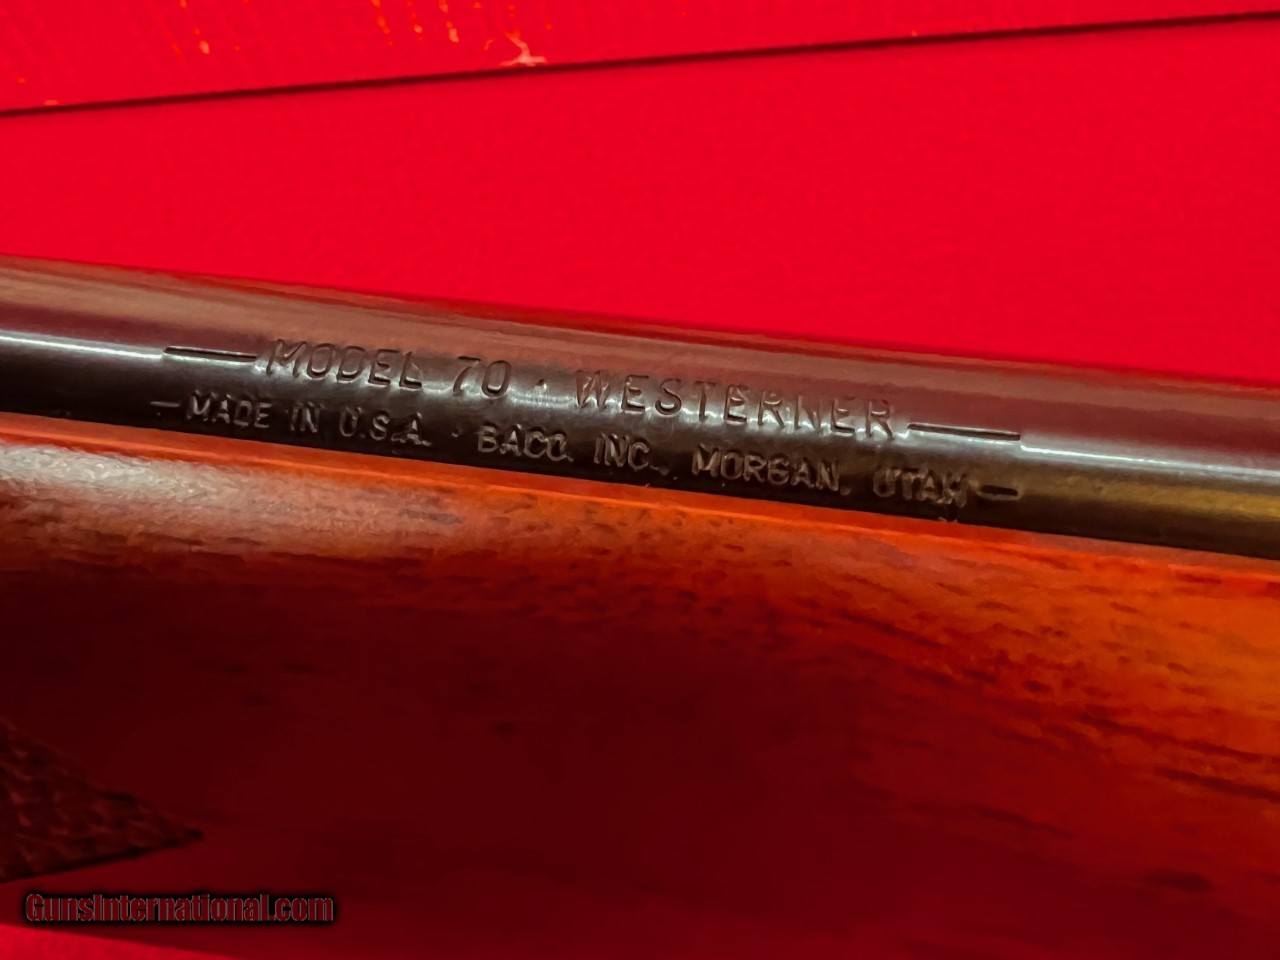 — MODEL 70 · WESTERNER —
— MADE IN U.S.A. · BACO. INC., MORGAN, UTAH —
GunsInternational.com